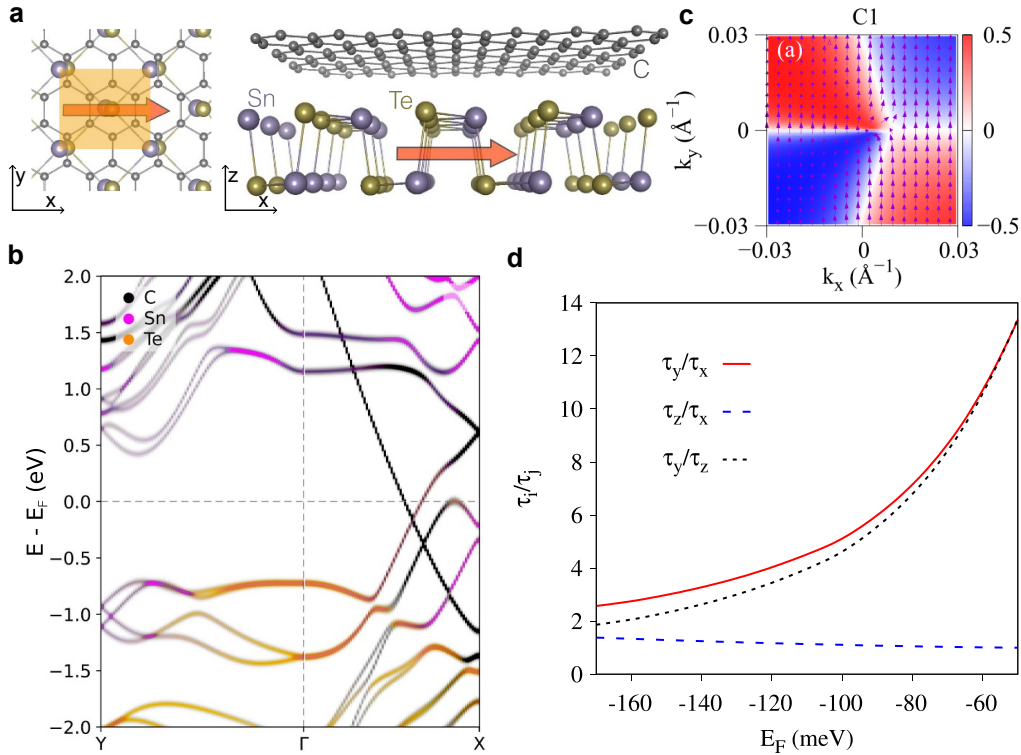 a
y
x
Sn
Te
C
z
x
c
C1
(a)
0.03
0
−0.03
k_y (Å⁻¹)
−0.03
0
0.03
k_x (Å⁻¹)
0.5
0
−0.5
b
C
Sn
Te
2.0
1.5
1.0
0.5
0.0
−0.5
−1.0
−1.5
−2.0
E - E_F (eV)
Y
Γ
X
d
14
12
10
8
6
4
2
0
τ_i/τ_j
τ_y/τ_x
τ_z/τ_x
τ_y/τ_z
-160
-140
-120
-100
-80
-60
E_F (meV)